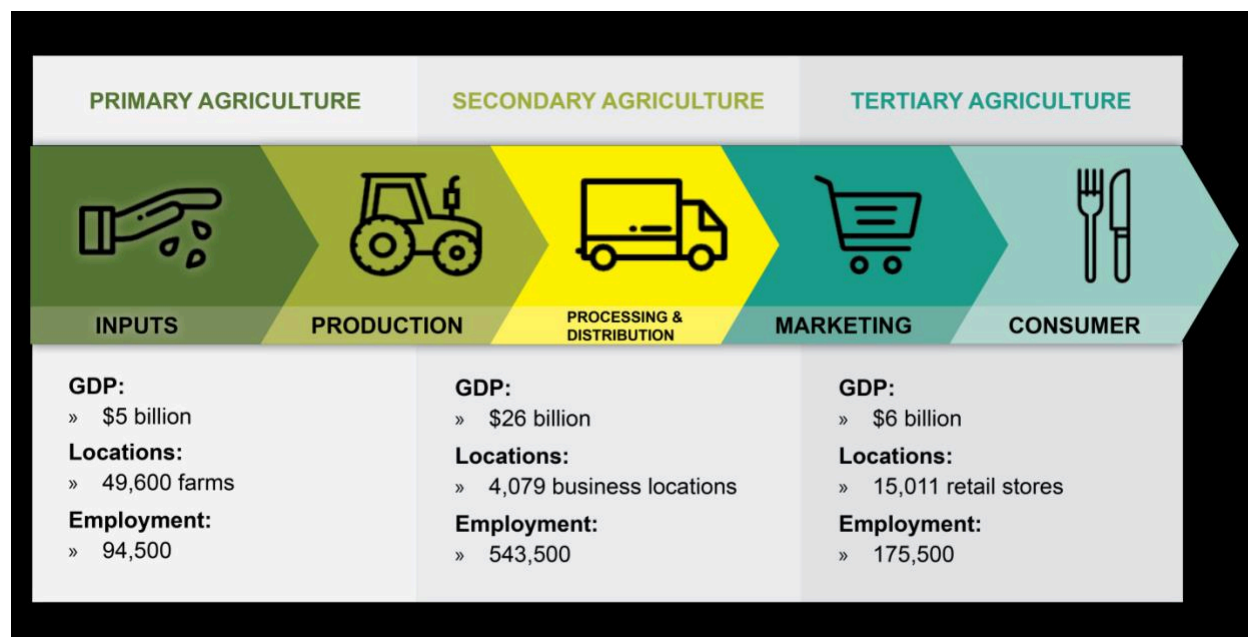 PRIMARY AGRICULTURE
SECONDARY AGRICULTURE
TERTIARY AGRICULTURE
INPUTS
PRODUCTION
PROCESSING &
DISTRIBUTION
MARKETING
CONSUMER
GDP:
» $5 billion
Locations:
» 49,600 farms
Employment:
» 94,500
GDP:
» $26 billion
Locations:
» 4,079 business locations
Employment:
» 543,500
GDP:
» $6 billion
Locations:
» 15,011 retail stores
Employment:
» 175,500